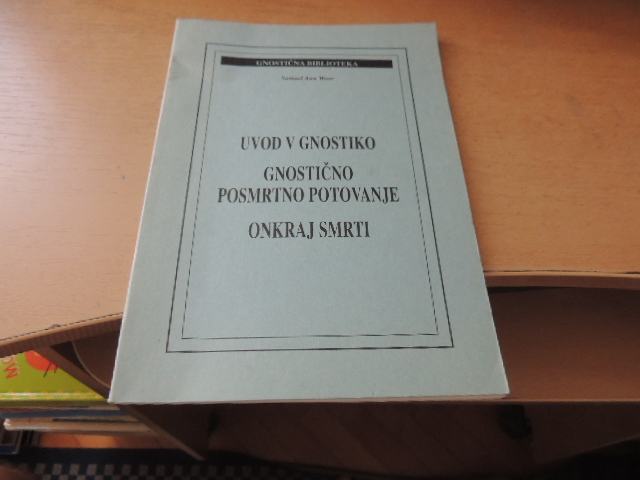 GNOSTIČNA BIBLIOTEKA
Samael Aun Weor
UVOD V GNOSTIKO
GNOSTIČNO
POSMRTNO POTOVANJE
ONKRAJ SMRTI